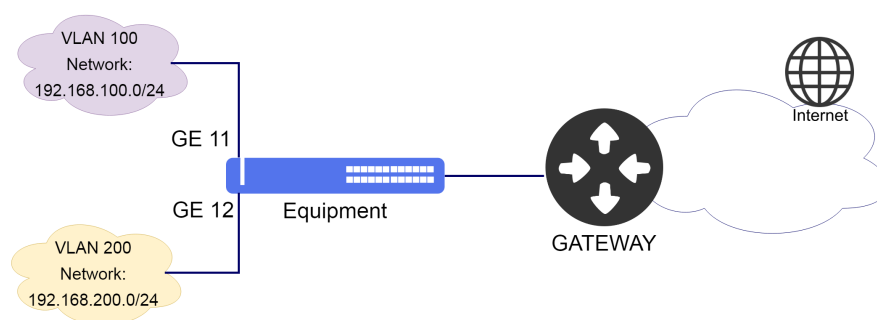 VLAN 100
Network:
192.168.100.0/24
GE 11
GE 12
Equipment
VLAN 200
Network:
192.168.200.0/24
GATEWAY
Internet